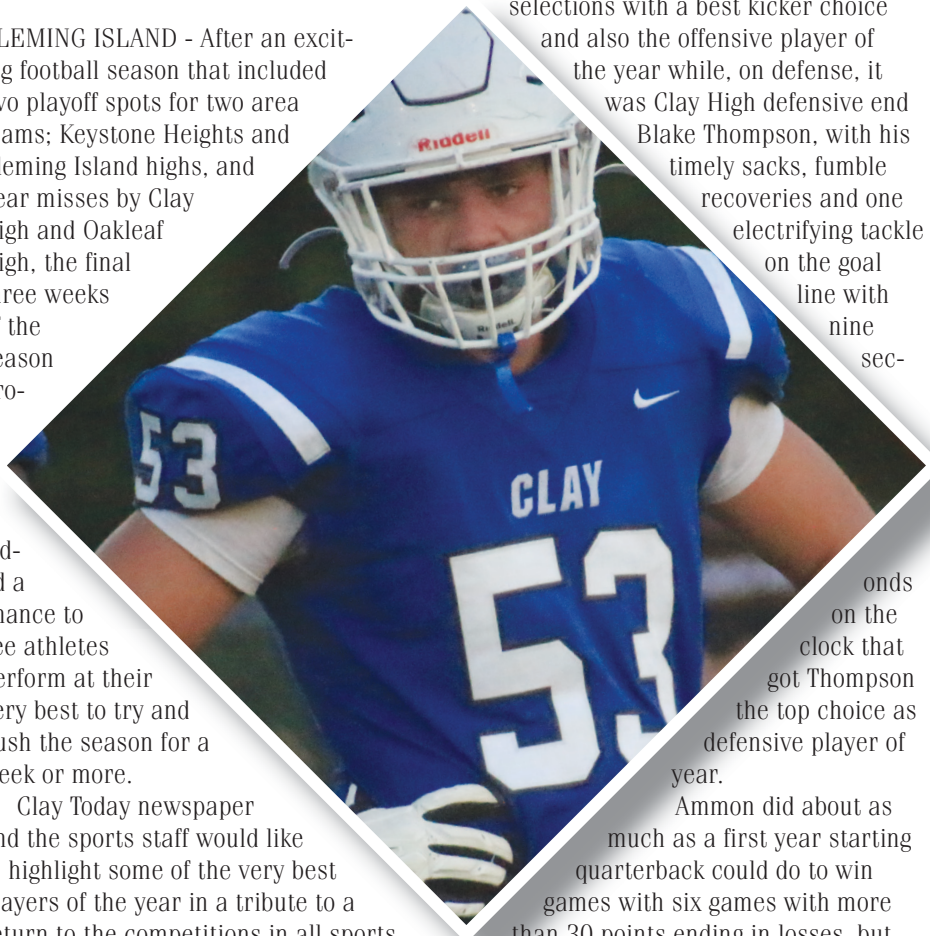 LEMING ISLAND - After an excit-
g football season that included
vo playoff spots for two area
ams; Keystone Heights and
leming Island highs, and
ear misses by Clay
igh and Oakleaf
igh, the final
ree weeks
the
eason
ro-
d-
d a
hance to
ee athletes
erform at their
ery best to try and
ush the season for a
eek or more.
Clay Today newspaper
nd the sports staff would like
highlight some of the very best
ayers of the year in a tribute to a
eturn to the competitions in all sports
Riddell
Riddell
53
CLAY
53
selections with a best kicker choice
and also the offensive player of
the year while, on defense, it
was Clay High defensive end
Blake Thompson, with his
timely sacks, fumble
recoveries and one
electrifying tackle
on the goal
line with
nine
sec-
onds
on the
clock that
got Thompson
the top choice as
defensive player of
year.
Ammon did about as
much as a first year starting
quarterback could do to win
games with six games with more
than 30 points ending in losses, but